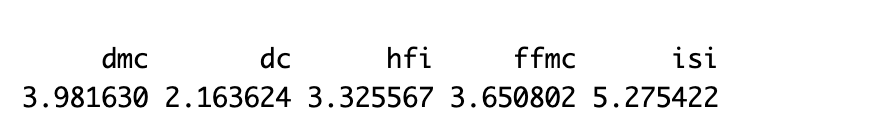 dmc dc hfi ffmc isi
3.981630 2.163624 3.325567 3.650802 5.275422